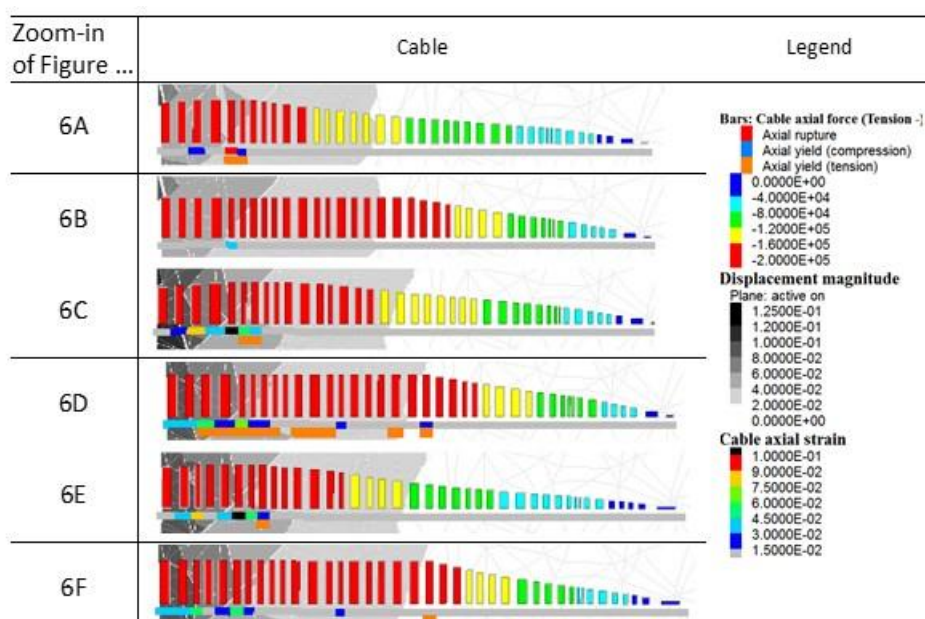 Zoom-in
of Figure ...
Cable
Legend
6A
6B
6C
6D
6E
6F
Bars: Cable axial force (Tension -)
Axial rupture
Axial yield (compression)
Axial yield (tension)
0.0000E+00
-4.0000E+04
-8.0000E+04
-1.2000E+05
-1.6000E+05
-2.0000E+05
Displacement magnitude
Plane: active on
1.2500E-01
1.2000E-01
1.0000E-01
8.0000E-02
6.0000E-02
4.0000E-02
2.0000E-02
0.0000E+00
Cable axial strain
1.0000E-01
9.0000E-02
7.5000E-02
6.0000E-02
4.5000E-02
3.0000E-02
1.5000E-02